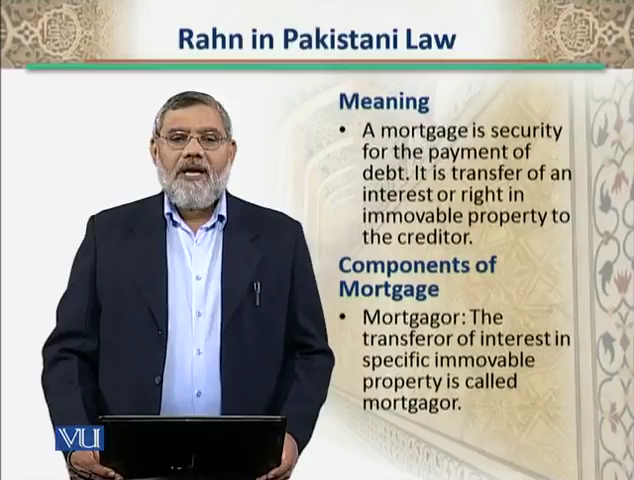 Rahn in Pakistani Law
Meaning
• A mortgage is security
for the payment of
debt. It is transfer of an
interest or right in
immovable property to
the creditor.
Components of
Mortgage
• Mortgagor: The
transferor of interest in
specific immovable
property is called
mortgagor.
VU